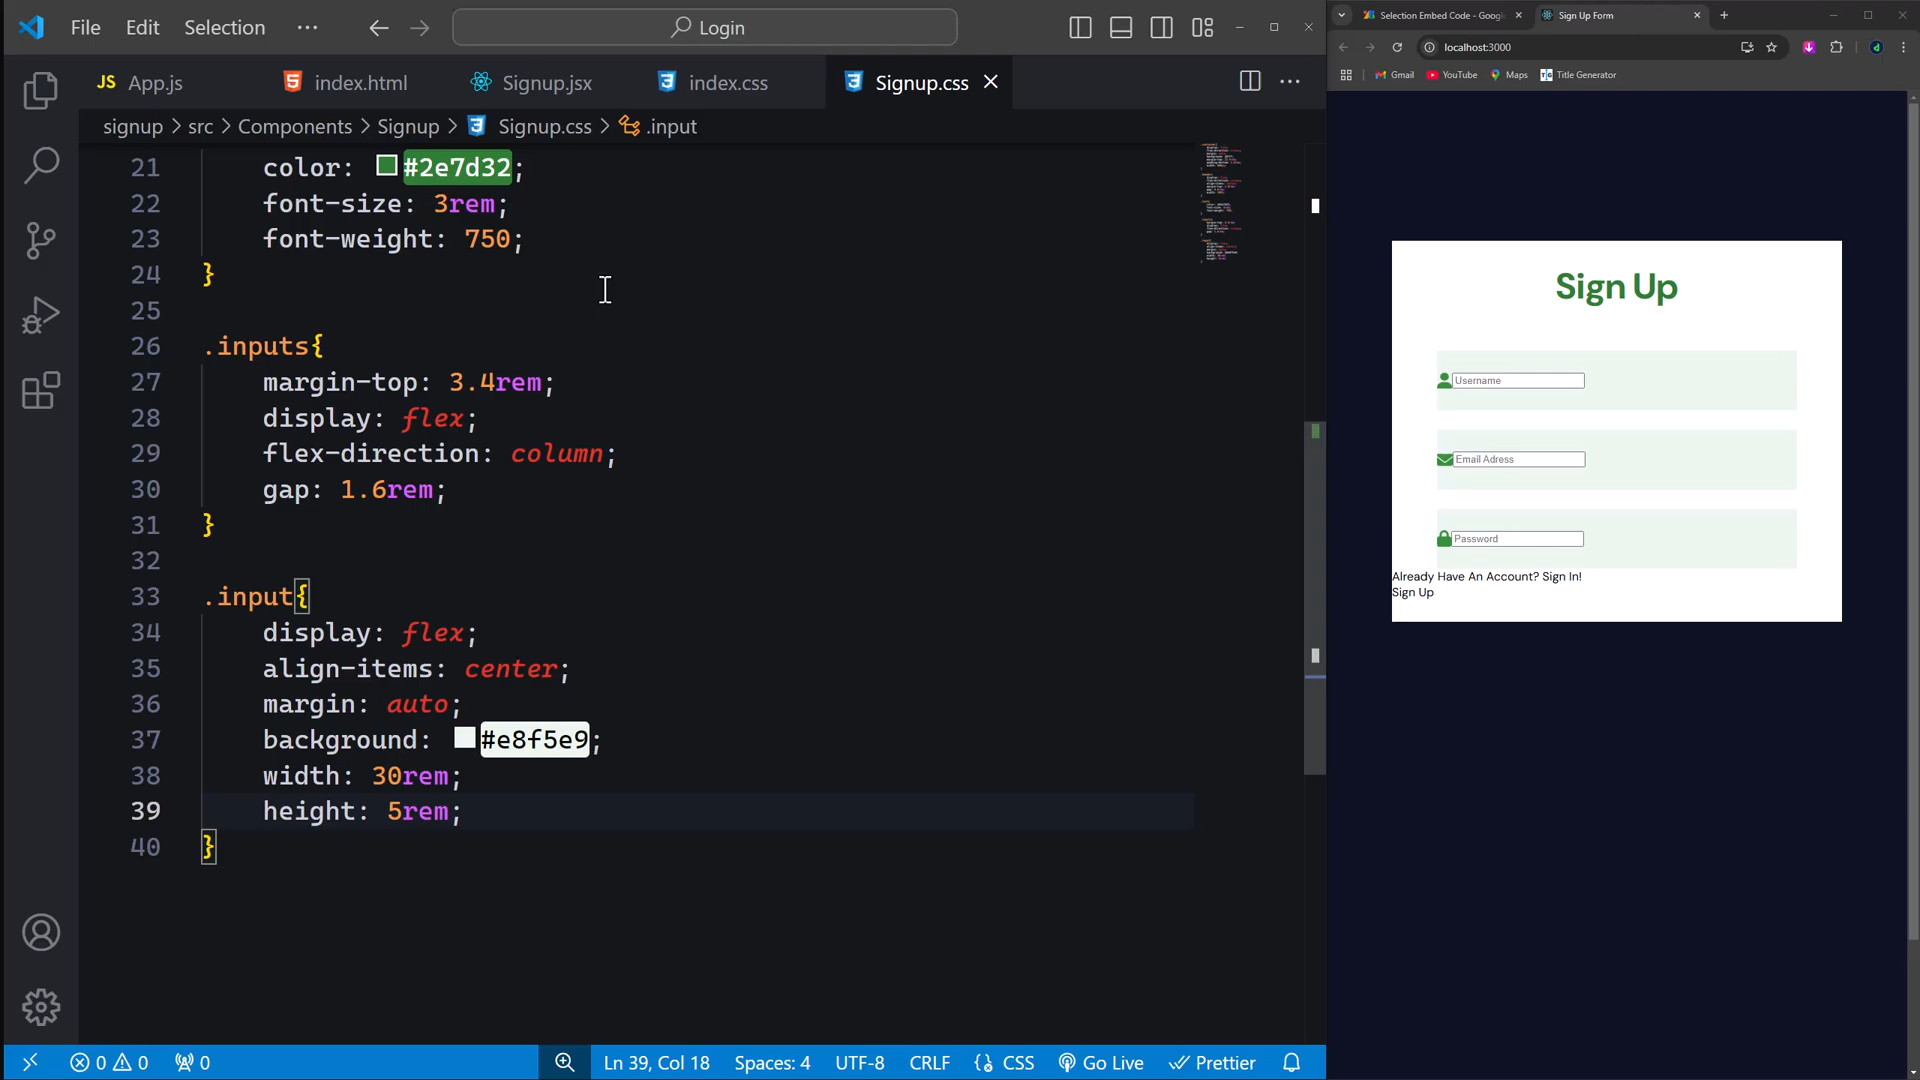 File Edit Selection ··· Login
JS App.js index.html Signup.jsx index.css Signup.css
signup > src > Components > Signup > Signup.css > .input
21 color: #2e7d32;
22 font-size: 3rem;
23 font-weight: 750;
24 }
25
26 .inputs{
27 margin-top: 3.4rem;
28 display: flex;
29 flex-direction: column;
30 gap: 1.6rem;
31 }
32
33 .input{
34 display: flex;
35 align-items: center;
36 margin: auto;
37 background: #e8f5e9;
38 width: 30rem;
39 height: 5rem;
40 }
0 0 0 Ln 39, Col 18 Spaces: 4 UTF-8 CRLF CSS Go Live Prettier
Selection Embed Code - Googl Sign Up Form
localhost:3000
Gmail YouTube Maps TG Title Generator
Sign Up
Username
Email Adress
Password
Already Have An Account? Sign In!
Sign Up